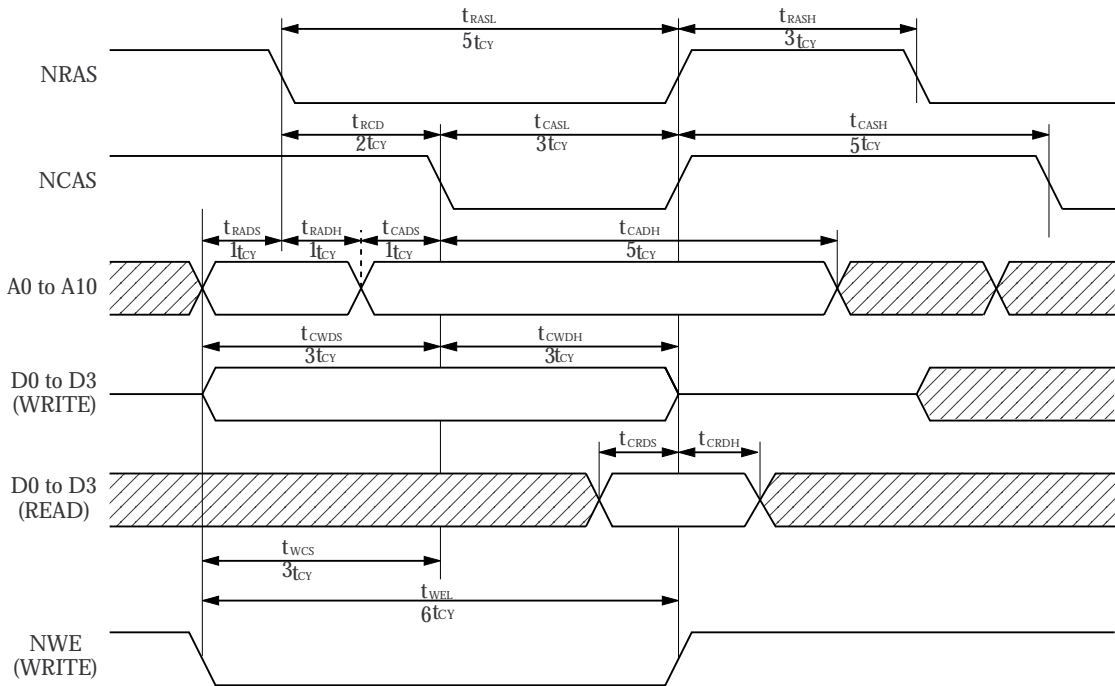 tRASL tRASH
5tCY 3tCY
NRAS
tRCD tCASL tCASH
2tCY 3tCY 5tCY
NCAS
tRADS tRADH tCADS tCADH
1tCY 1tCY 1tCY 5tCY
A0 to A10
tCWDS tCWDH
3tCY 3tCY
D0 to D3
(WRITE)
tCRDS tCRDH
D0 to D3
(READ)
tWCS
3tCY
tWEL
6tCY
NWE
(WRITE)